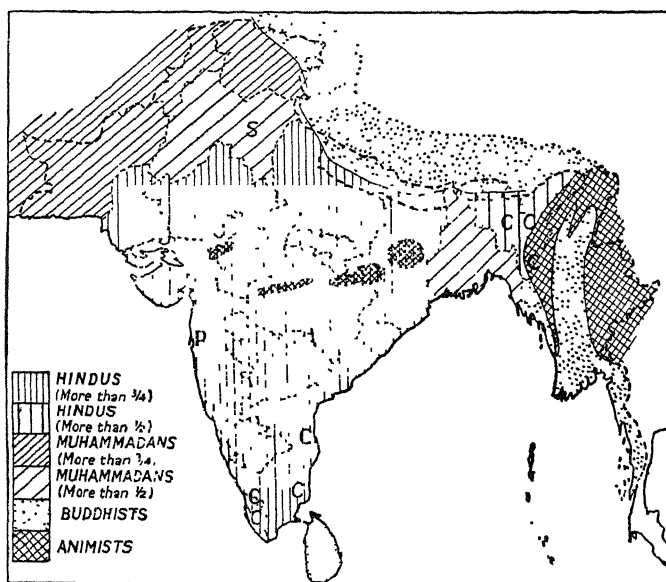 S
C C
C
J J
P
C
C C
C
HINDUS
(More than ¾)
HINDUS
(More than ½)
MUHAMMADANS
(More than ¾.
MUHAMMADANS
(More than ½)
BUDDHISTS
ANIMISTS